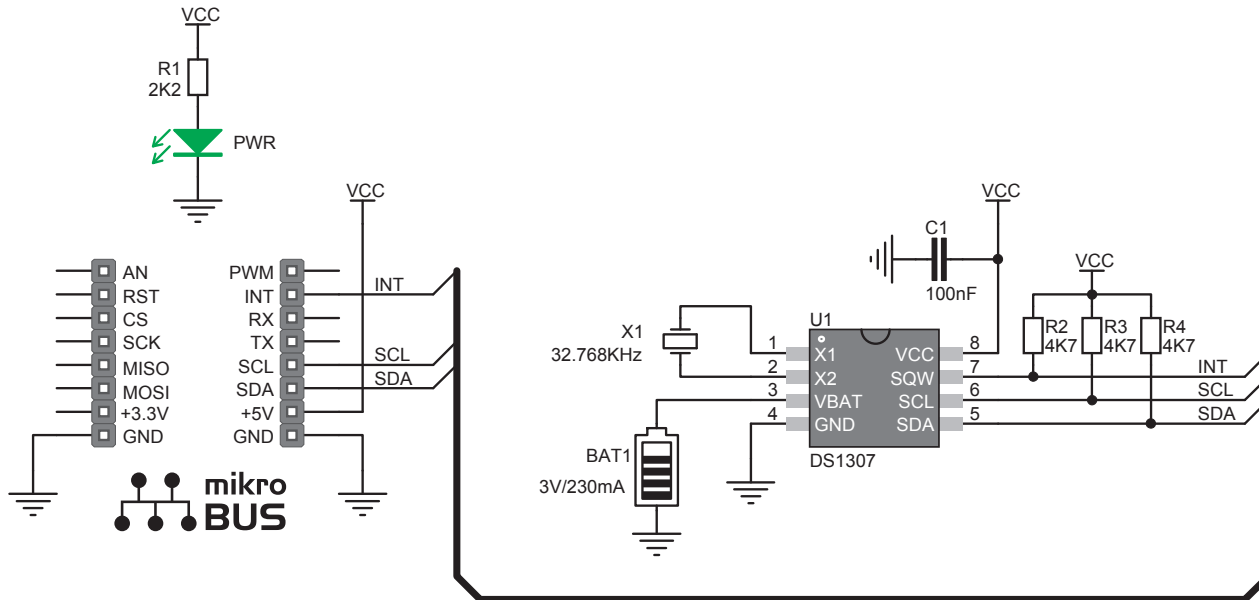 VCC
R1
2K2
PWR
VCC
AN
RST
CS
SCK
MISO
MOSI
+3.3V
GND
PWM
INT
RX
TX
SCL
SDA
+5V
GND
INT
SCL
SDA
mikro
BUS
VCC
C1
100nF
VCC
R2
4K7
R3
4K7
R4
4K7
X1
32.768KHz
U1
1
2
3
4
X1
X2
VBAT
GND
VCC
SQW
SCL
SDA
8
7
6
5
DS1307
INT
SCL
SDA
BAT1
3V/230mA